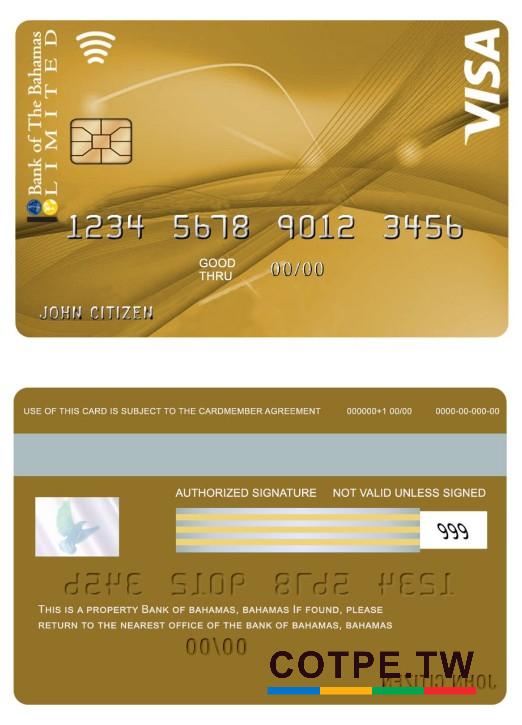 Bank of The Bahamas
LIMITED
VISA
1234 5678 9012 3456
GOOD
THRU
00/00
JOHN CITIZEN
USE OF THIS CARD IS SUBJECT TO THE CARDMEMBER AGREEMENT 000000+1 00/00 0000-00-000-00
AUTHORIZED SIGNATURE NOT VALID UNLESS SIGNED
999
1234 5678 9012 3456
THIS IS A PROPERTY BANK OF BAHAMAS, BAHAMAS IF FOUND, PLEASE
RETURN TO THE NEAREST OFFICE OF THE BANK OF BAHAMAS, BAHAMAS
00/00
JOHN CITIZEN
COTPE.TW